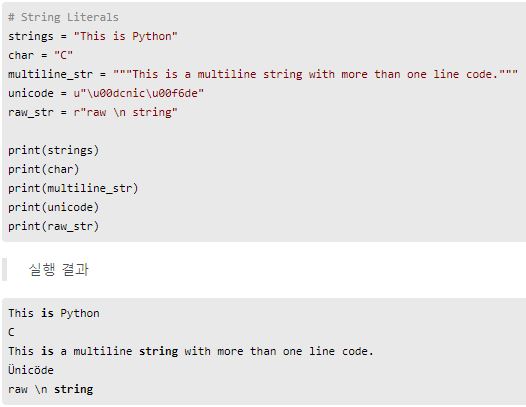 # String Literals
strings = "This is Python"
char = "C"
multiline_str = """This is a multiline string with more than one line code."""
unicode = u"\u00dcnic\u00f6de"
raw_str = r"raw \n string"
print(strings)
print(char)
print(multiline_str)
print(unicode)
print(raw_str)
실행 결과
This is Python
C
This is a multiline string with more than one line code.
Ünicöde
raw \n string